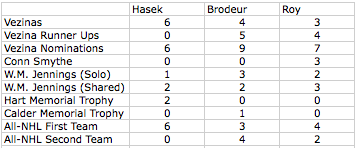 Hasek Brodeur Roy
Vezinas 6 4 3
Vezina Runner Ups 0 5 4
Vezina Nominations 6 9 7
Conn Smythe 0 0 3
W.M. Jennings (Solo) 1 3 2
W.M. Jennings (Shared) 2 2 3
Hart Memorial Trophy 2 0 0
Calder Memorial Trophy 0 1 0
All-NHL First Team 6 3 4
All-NHL Second Team 0 4 2